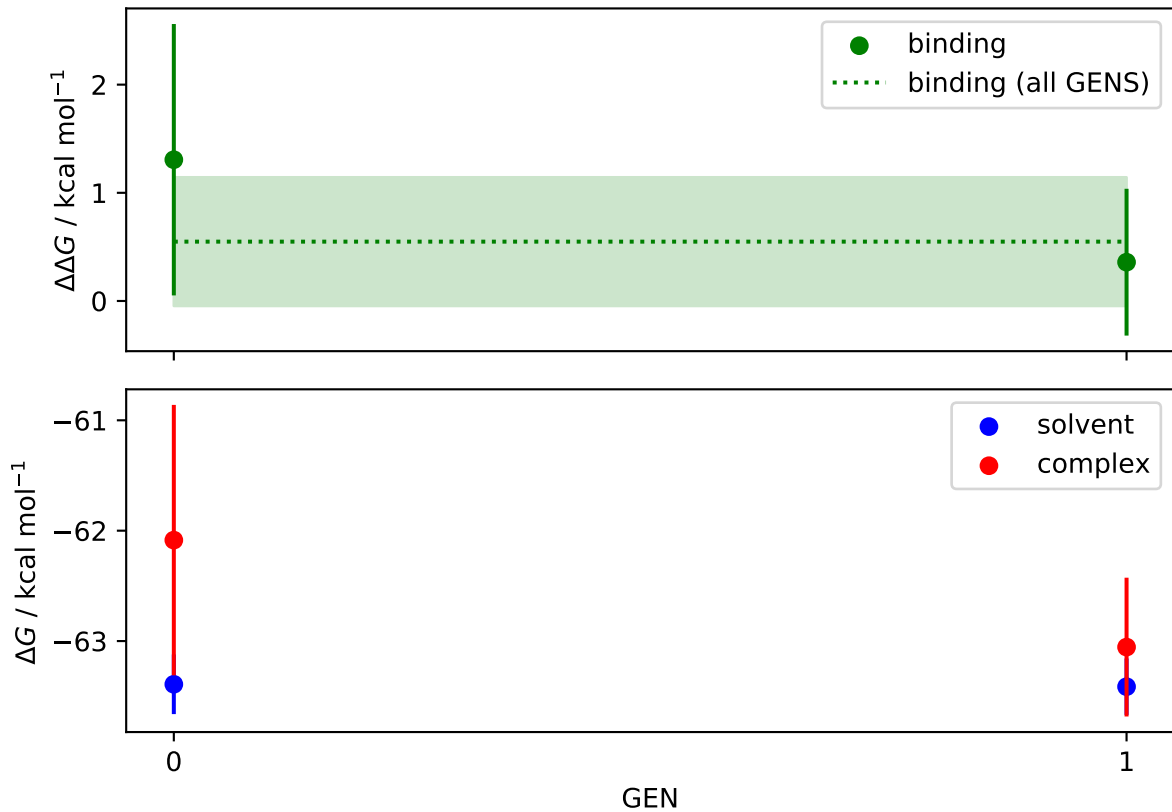 binding
binding (all GENS)
ΔΔG / kcal mol⁻¹
2
1
0
solvent
complex
ΔG / kcal mol⁻¹
−61
−62
−63
0 1
GEN